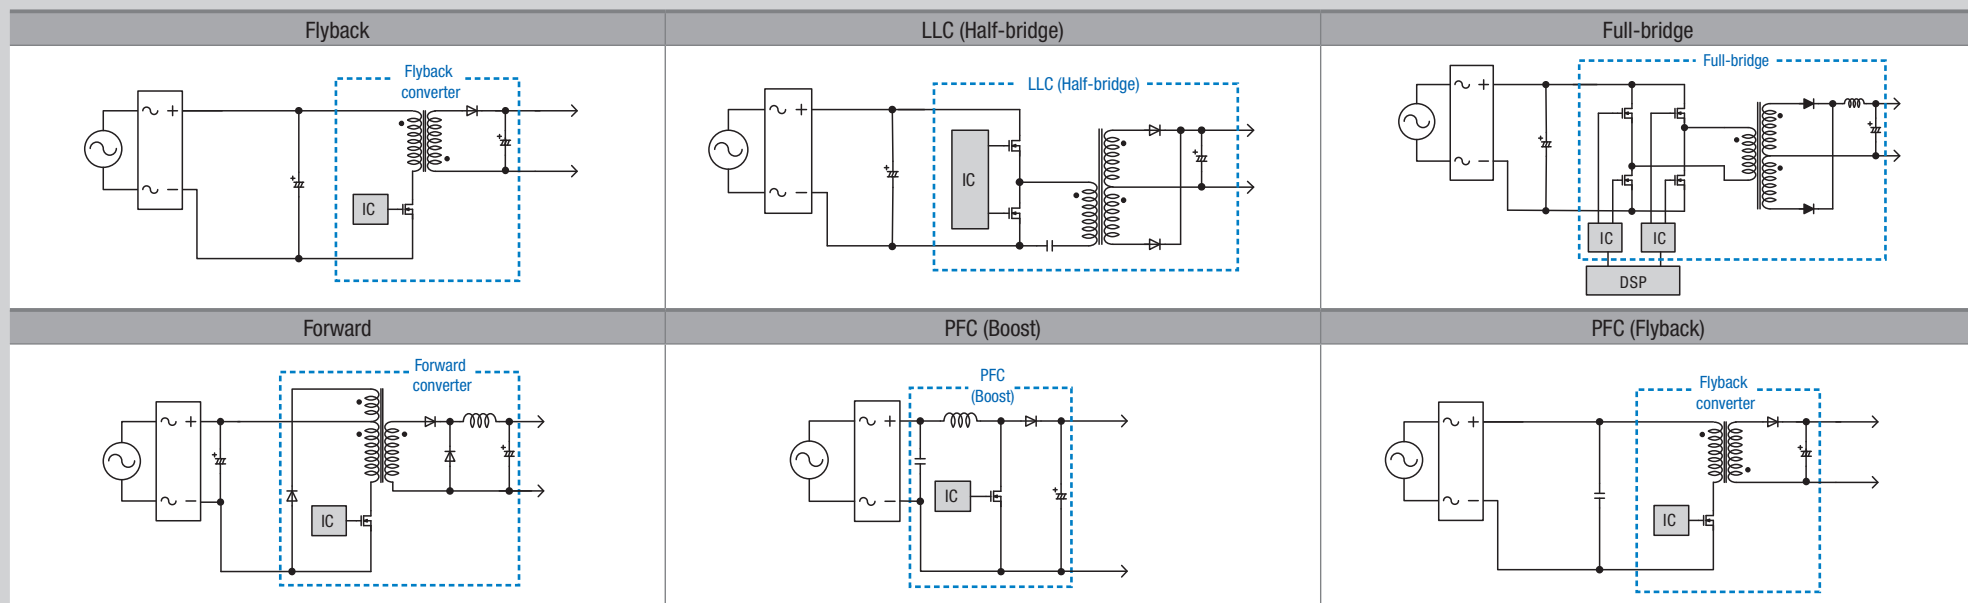 Flyback
LLC (Half-bridge)
Full-bridge
Flyback
converter
IC
LLC (Half-bridge)
IC
Full-bridge
IC
IC
DSP
Forward
PFC (Boost)
PFC (Flyback)
Forward
converter
IC
PFC
(Boost)
IC
Flyback
converter
IC